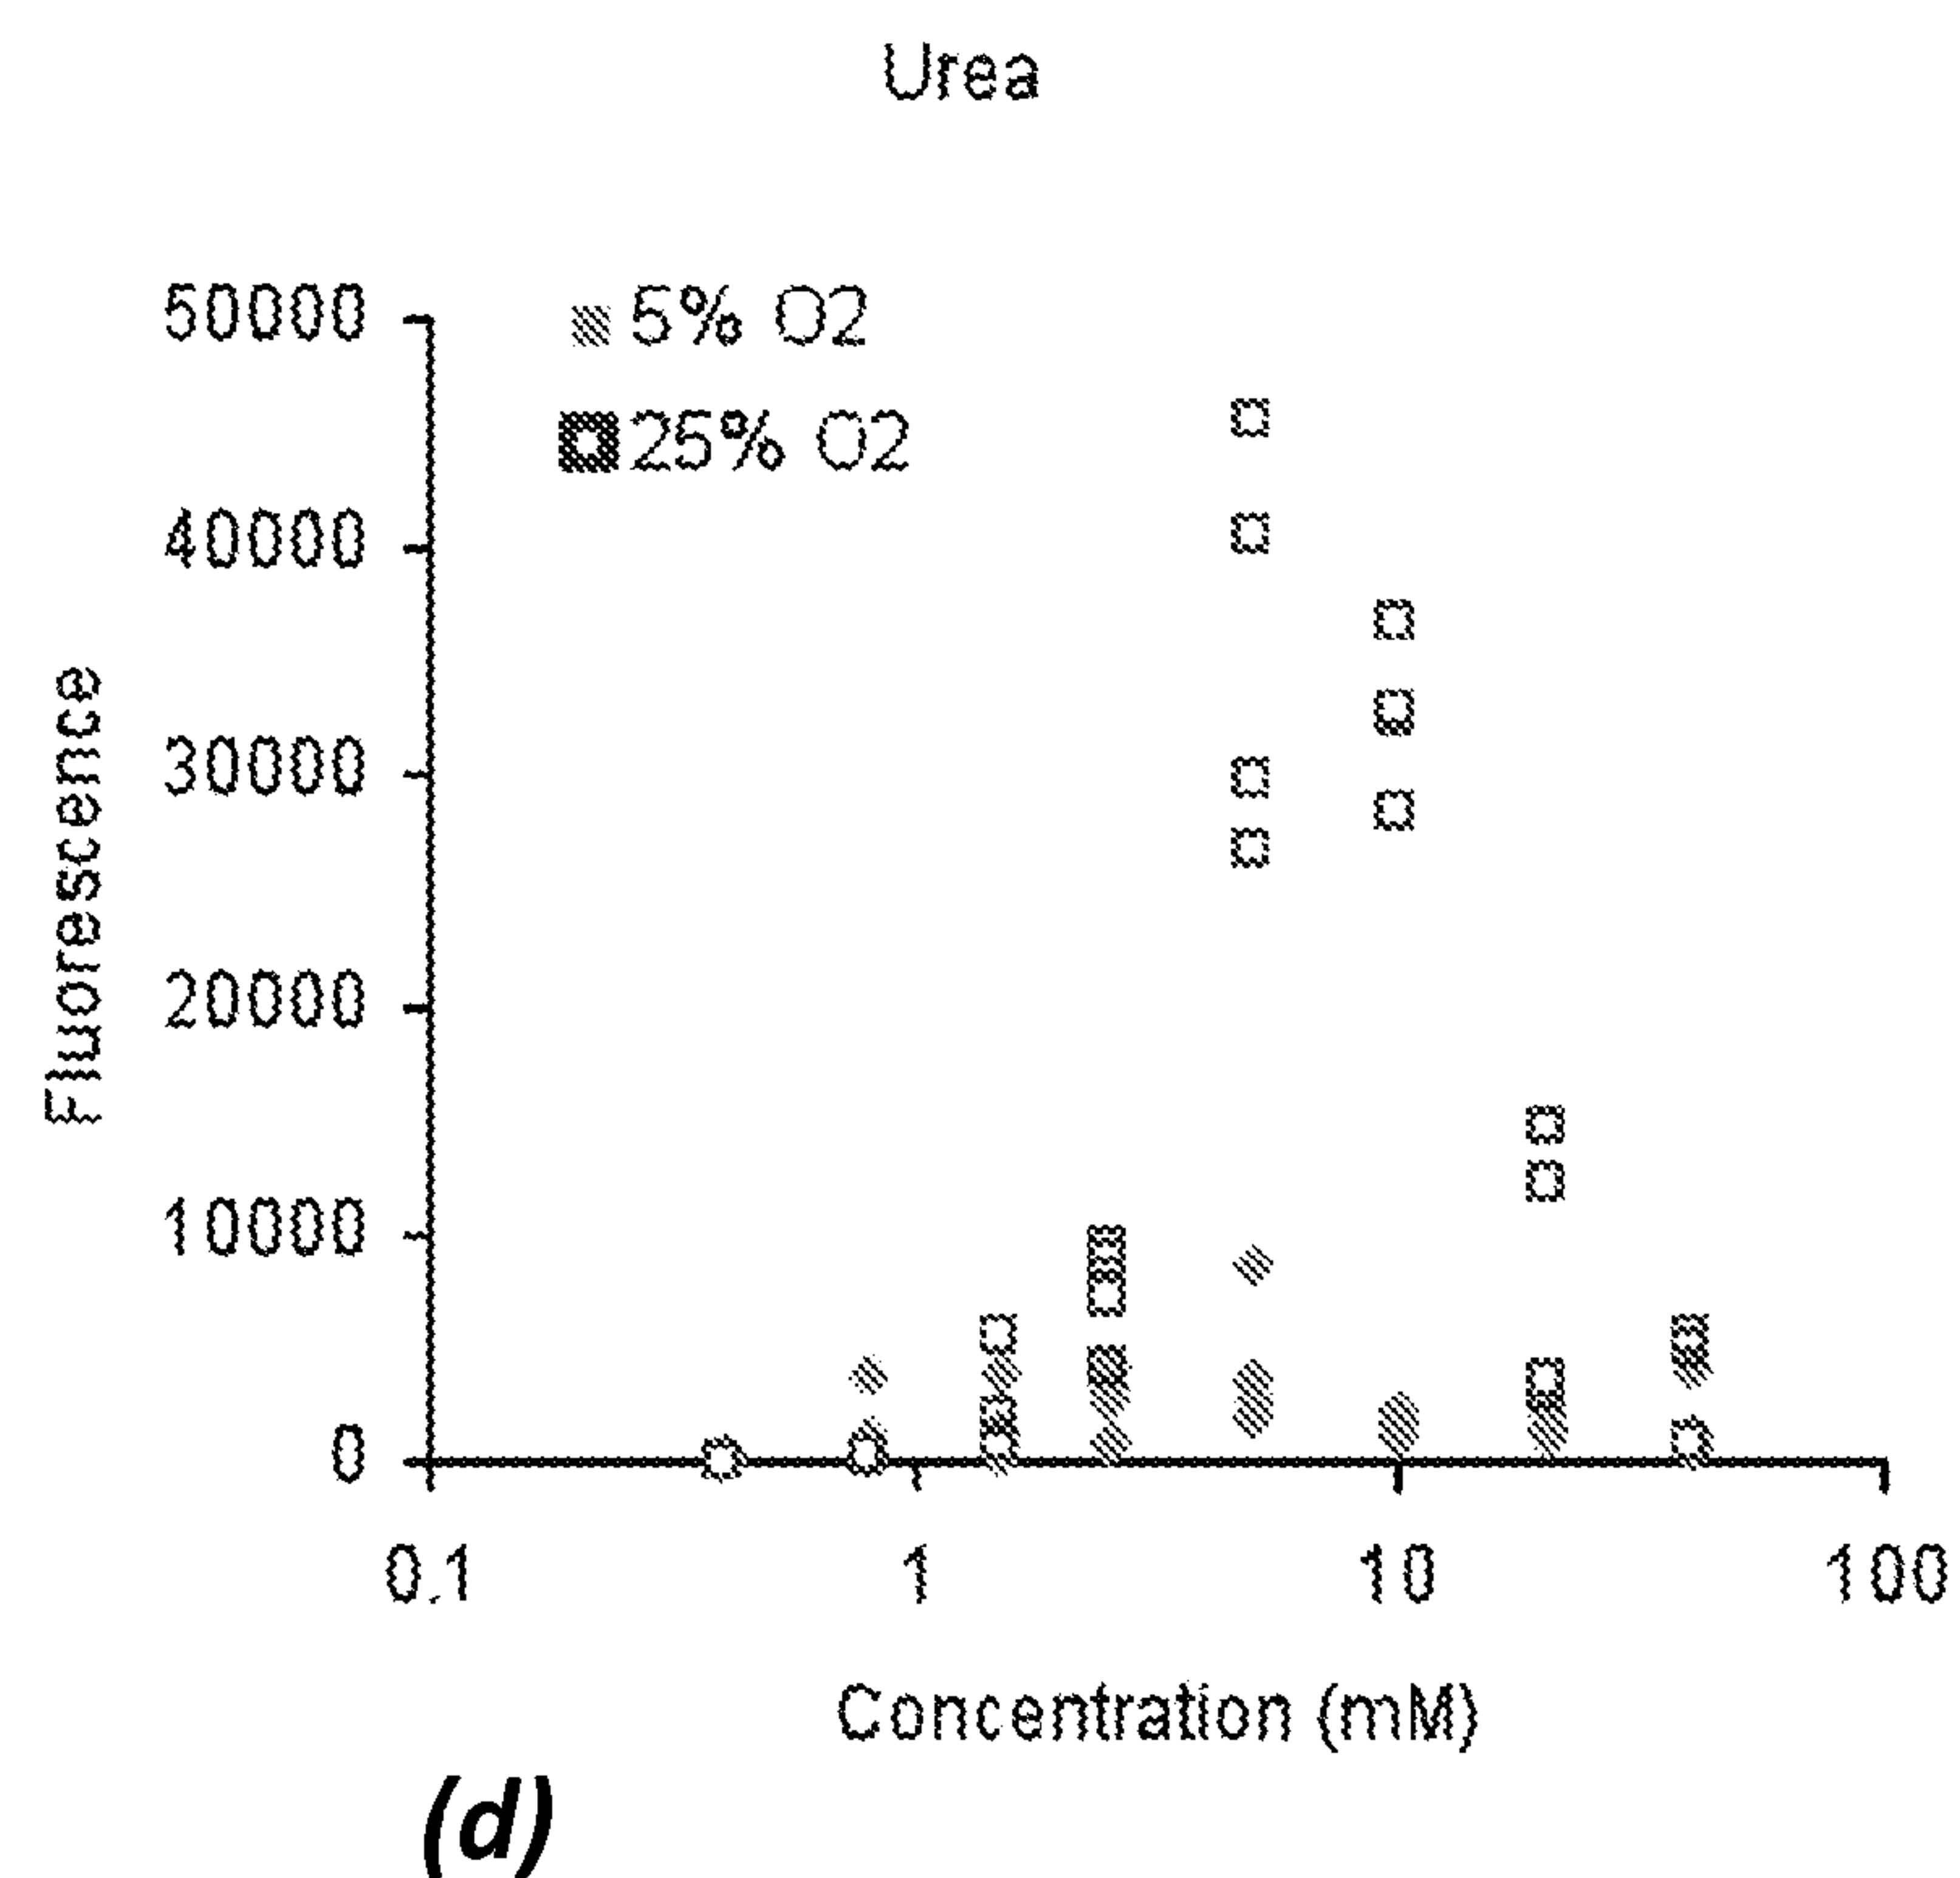 Urea
50000
5% O2
25% O2
40000
30000
20000
10000
0
Fluorescence
0.1
1
10
100
Concentration (mM)
(d)